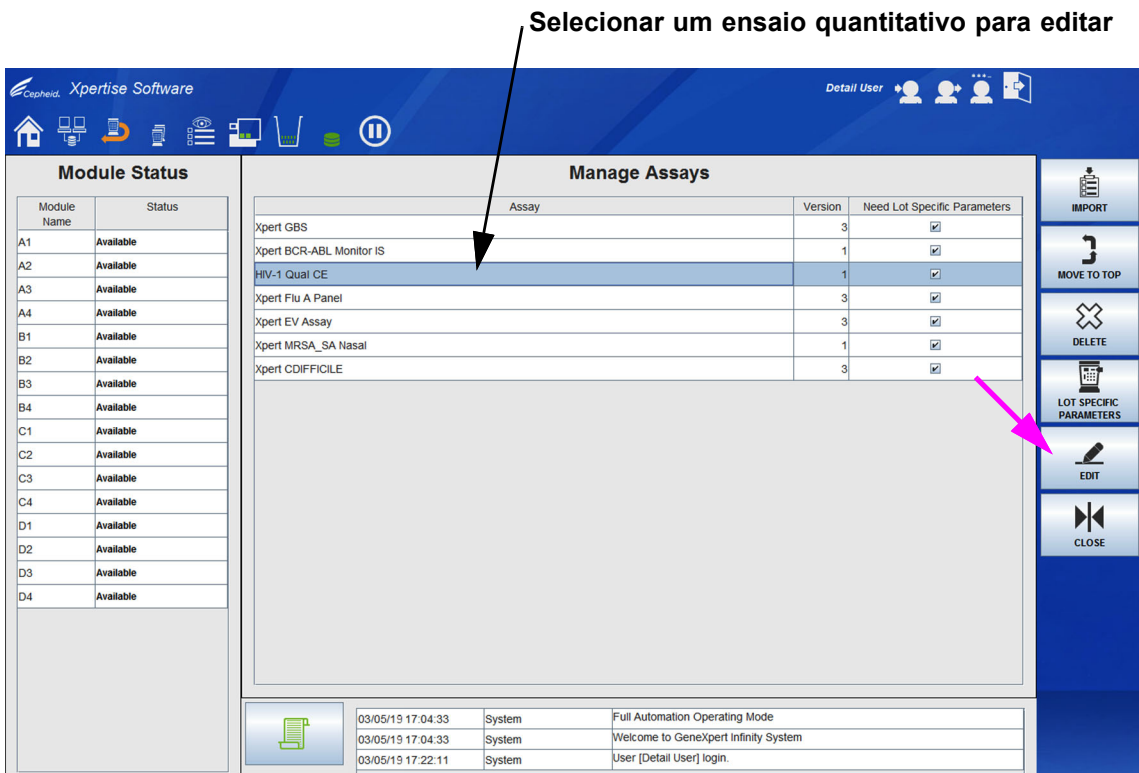 Selecionar um ensaio quantitativo para editar
Cepheid. Xpertise Software
Detail User
Module Status
Module Name Status
A1 Available
A2 Available
A3 Available
A4 Available
B1 Available
B2 Available
B3 Available
B4 Available
C1 Available
C2 Available
C3 Available
C4 Available
D1 Available
D2 Available
D3 Available
D4 Available
Manage Assays
Assay Version Need Lot Specific Parameters
Xpert GBS 3
Xpert BCR-ABL Monitor IS 1
HIV-1 Qual CE 1
Xpert Flu A Panel 3
Xpert EV Assay 3
Xpert MRSA_SA Nasal 1
Xpert CDIFFICILE 3
03/05/19 17:04:33 System Full Automation Operating Mode
03/05/19 17:04:33 System Welcome to GeneXpert Infinity System
03/05/19 17:22:11 System User [Detail User] login.
IMPORT
MOVE TO TOP
DELETE
LOT SPECIFIC
PARAMETERS
EDIT
CLOSE